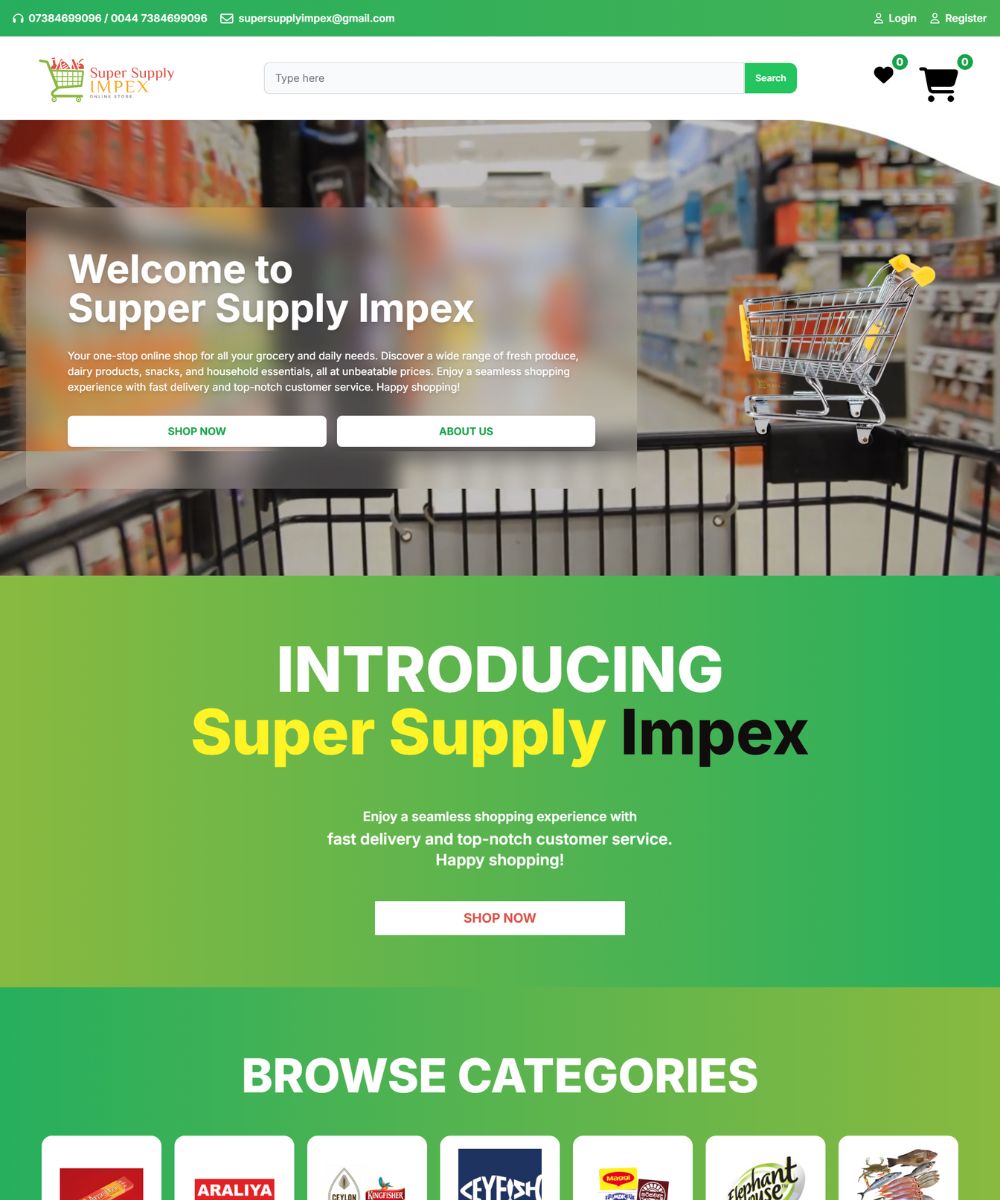 07384699096 / 0044 7384699096
supersupplyimpex@gmail.com
Login
Register
Super Supply
IMPEX
ONLINE STORE
Type here
Search
0
0
Welcome to
Supper Supply Impex
Your one-stop online shop for all your grocery and daily needs. Discover a wide range of fresh produce,
dairy products, snacks, and household essentials, all at unbeatable prices. Enjoy a seamless shopping
experience with fast delivery and top-notch customer service. Happy shopping!
SHOP NOW
ABOUT US
INTRODUCING
Super Supply Impex
Enjoy a seamless shopping experience with
fast delivery and top-notch customer service.
Happy shopping!
SHOP NOW
BROWSE CATEGORIES
ARALIYA
CEYLON
KINGFISHER
KEYFISH
Maggi
Elephant
House